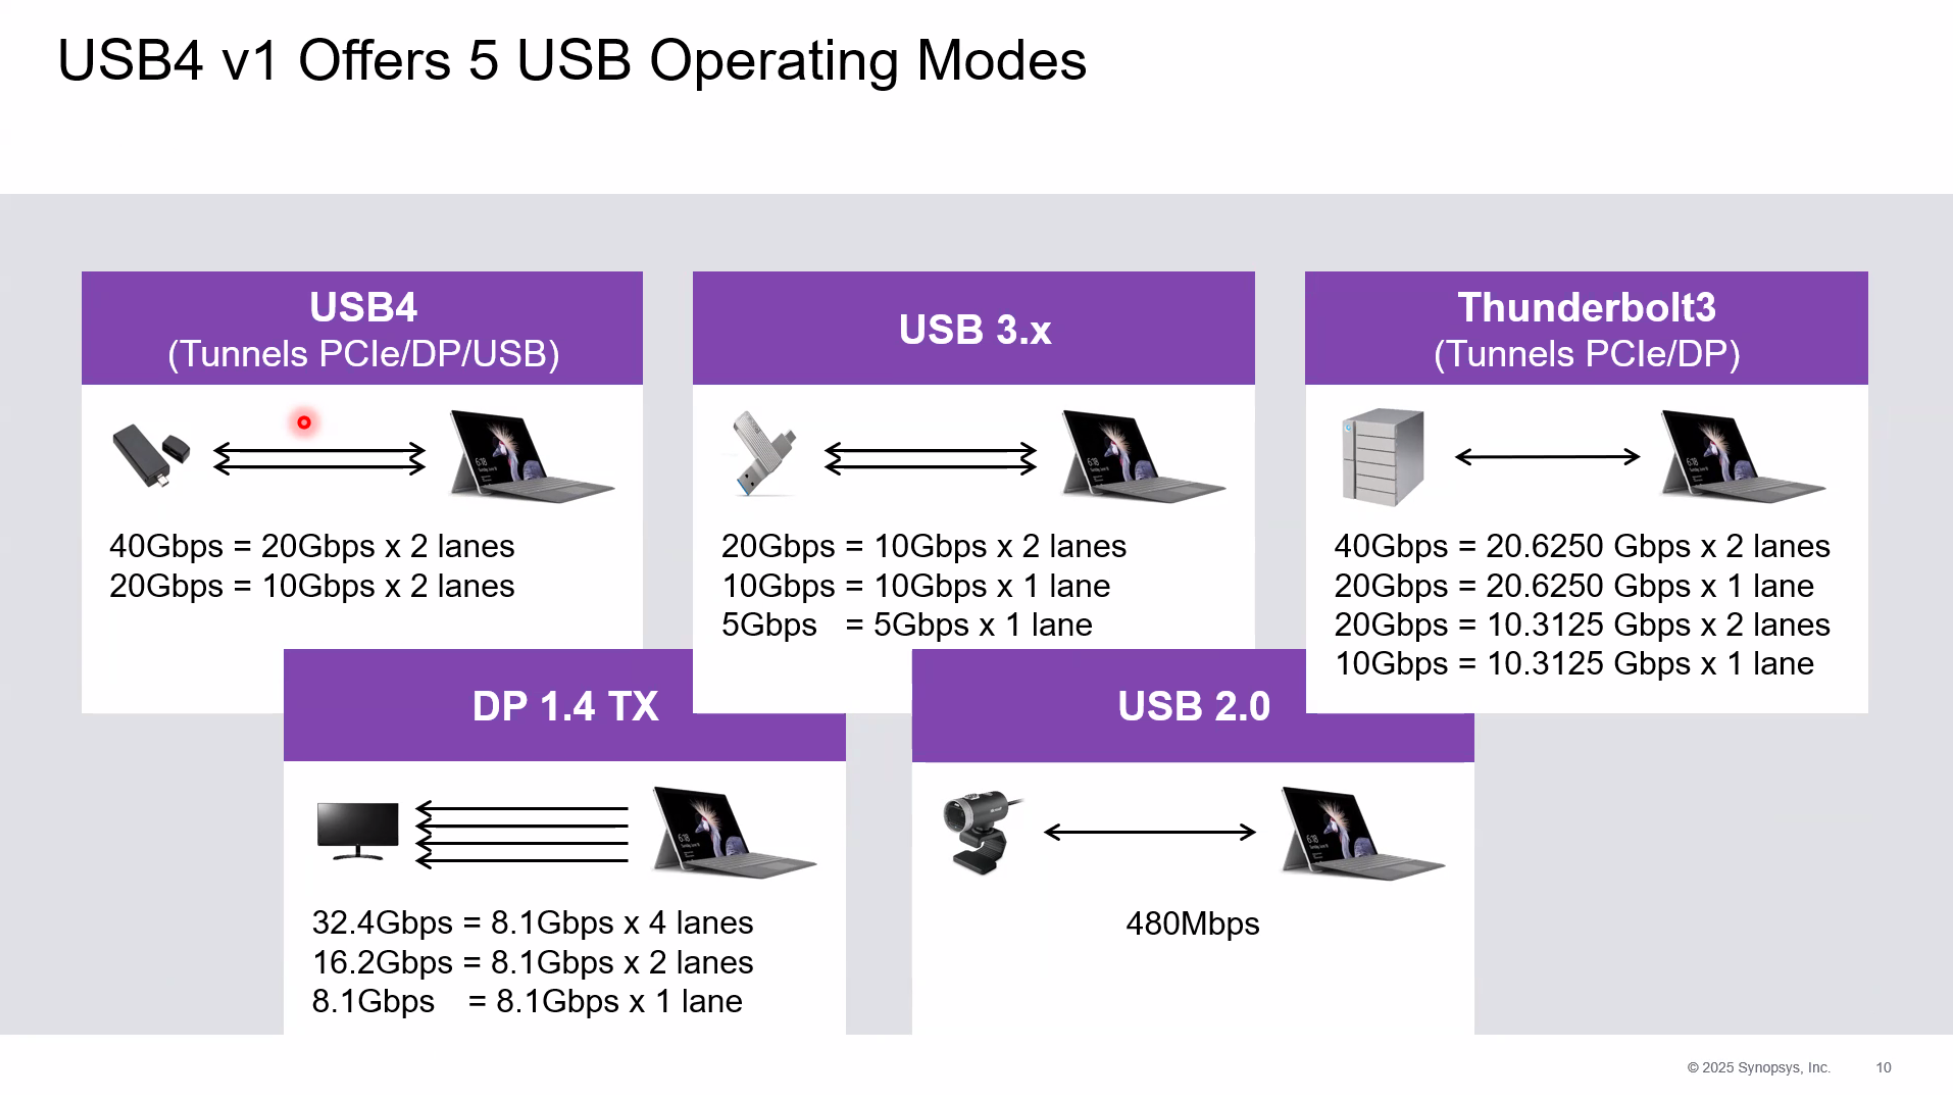 USB4 v1 Offers 5 USB Operating Modes
USB4
(Tunnels PCIe/DP/USB)
40Gbps = 20Gbps x 2 lanes
20Gbps = 10Gbps x 2 lanes
USB 3.x
20Gbps = 10Gbps x 2 lanes
10Gbps = 10Gbps x 1 lane
5Gbps = 5Gbps x 1 lane
Thunderbolt3
(Tunnels PCIe/DP)
40Gbps = 20.6250 Gbps x 2 lanes
20Gbps = 20.6250 Gbps x 1 lane
20Gbps = 10.3125 Gbps x 2 lanes
10Gbps = 10.3125 Gbps x 1 lane
DP 1.4 TX
32.4Gbps = 8.1Gbps x 4 lanes
16.2Gbps = 8.1Gbps x 2 lanes
8.1Gbps = 8.1Gbps x 1 lane
USB 2.0
480Mbps
© 2025 Synopsys, Inc.
10